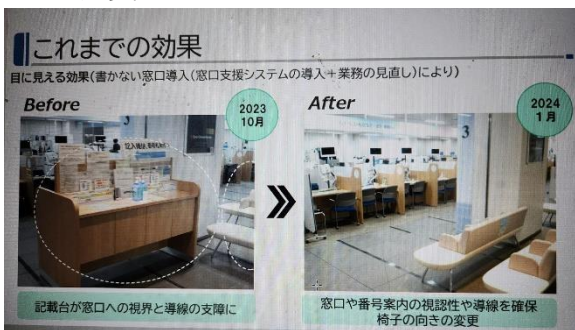 これまでの効果
目に見える効果(書かない窓口導入(窓口支援システムの導入+業務の見直し)により)
Before
2023
10月
After
2024
1月
3
3
記載台が窓口への視界と導線の支障に
窓口や番号案内の視認性や導線を確保
椅子の向きの変更